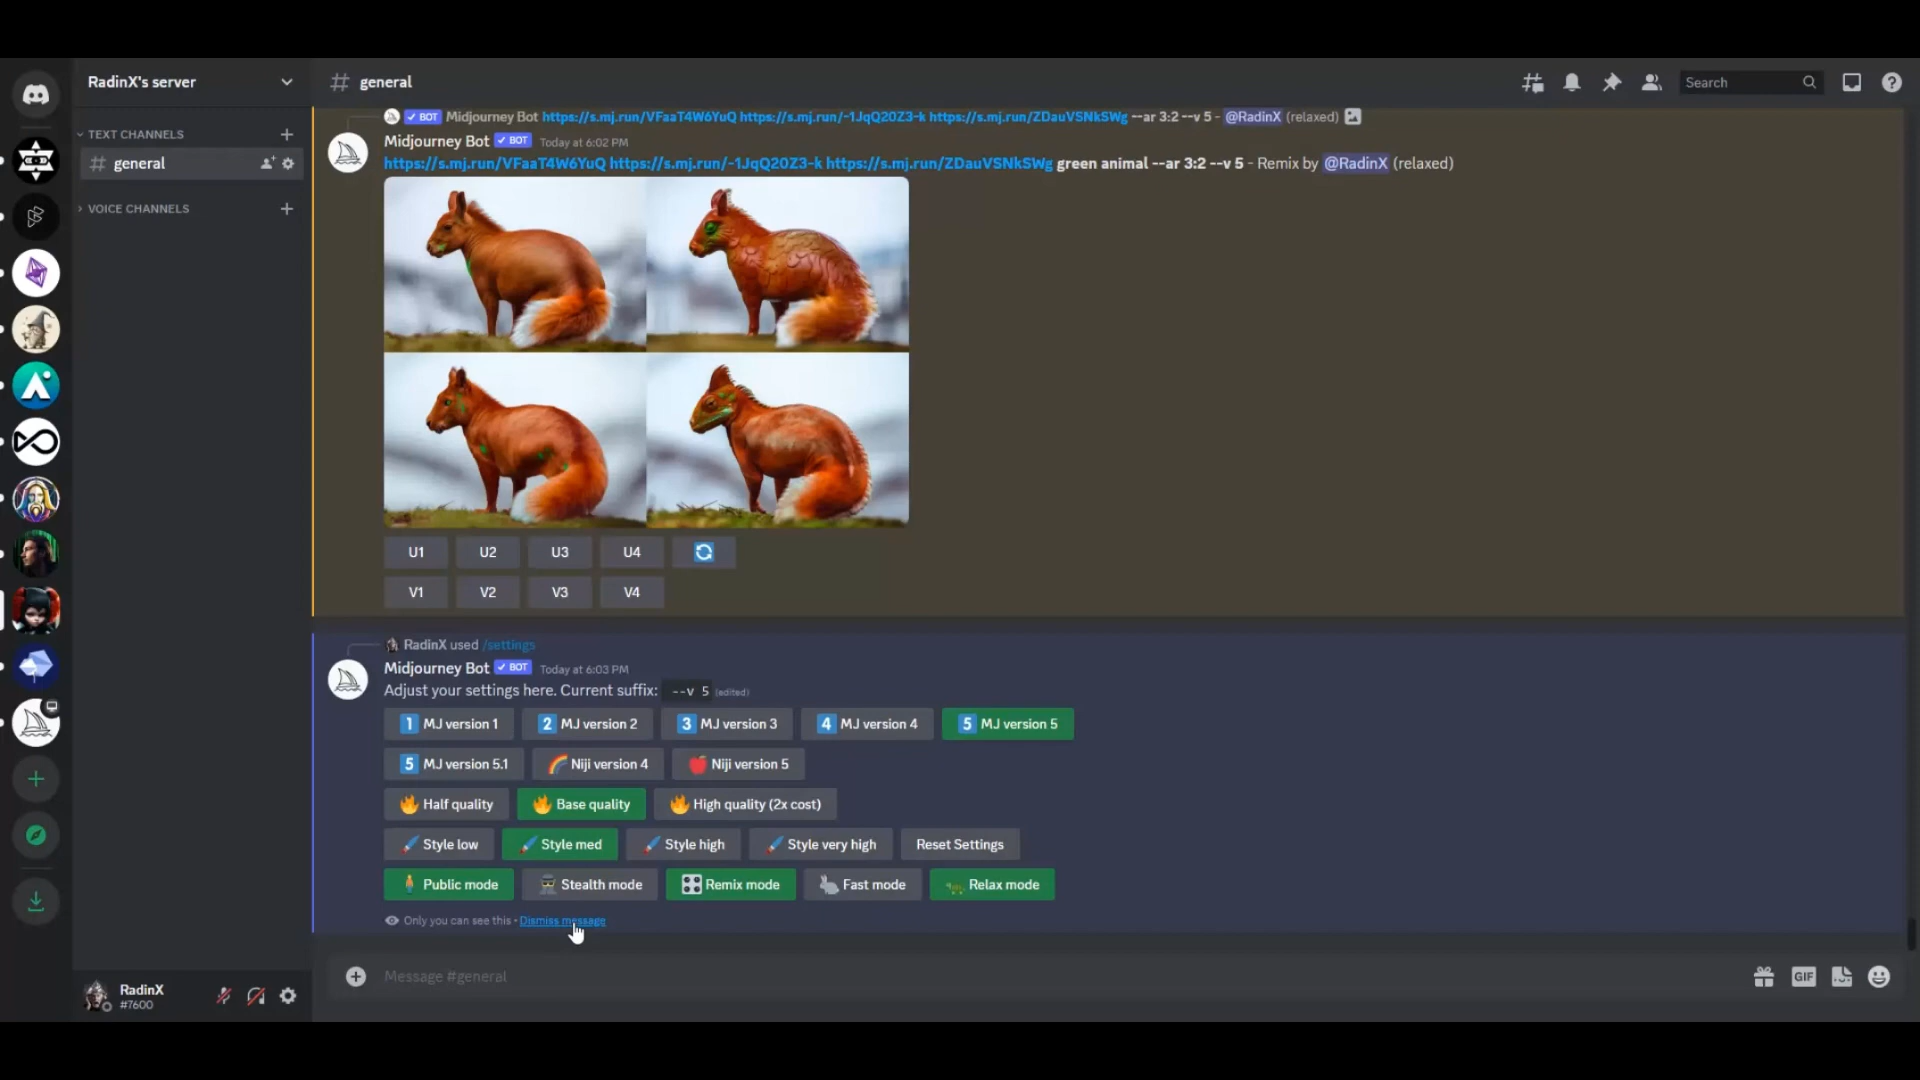 RadinX's server
general
Search
TEXT CHANNELS
general
VOICE CHANNELS
BOT Midjourney Bot https://s.mj.run/VFaaT4W6YuQ https://s.mj.run/-1JqQ20Z3-k https://s.mj.run/ZDauVSNkSWg --ar 3:2 --v 5 - @RadinX (relaxed)
Midjourney Bot BOT Today at 6:02 PM
https://s.mj.run/VFaaT4W6YuQ https://s.mj.run/-1JqQ20Z3-k https://s.mj.run/ZDauVSNkSWg green animal --ar 3:2 --v 5 - Remix by @RadinX (relaxed)
U1 U2 U3 U4
V1 V2 V3 V4
RadinX used /settings
Midjourney Bot BOT Today at 6:03 PM
Adjust your settings here. Current suffix: --v 5 (edited)
1 MJ version 1 2 MJ version 2 3 MJ version 3 4 MJ version 4 5 MJ version 5
5 MJ version 5.1 Niji version 4 Niji version 5
Half quality Base quality High quality (2x cost)
Style low Style med Style high Style very high Reset Settings
Public mode Stealth mode Remix mode Fast mode Relax mode
Only you can see this • Dismiss message
Message #general
GIF
RadinX
#7600